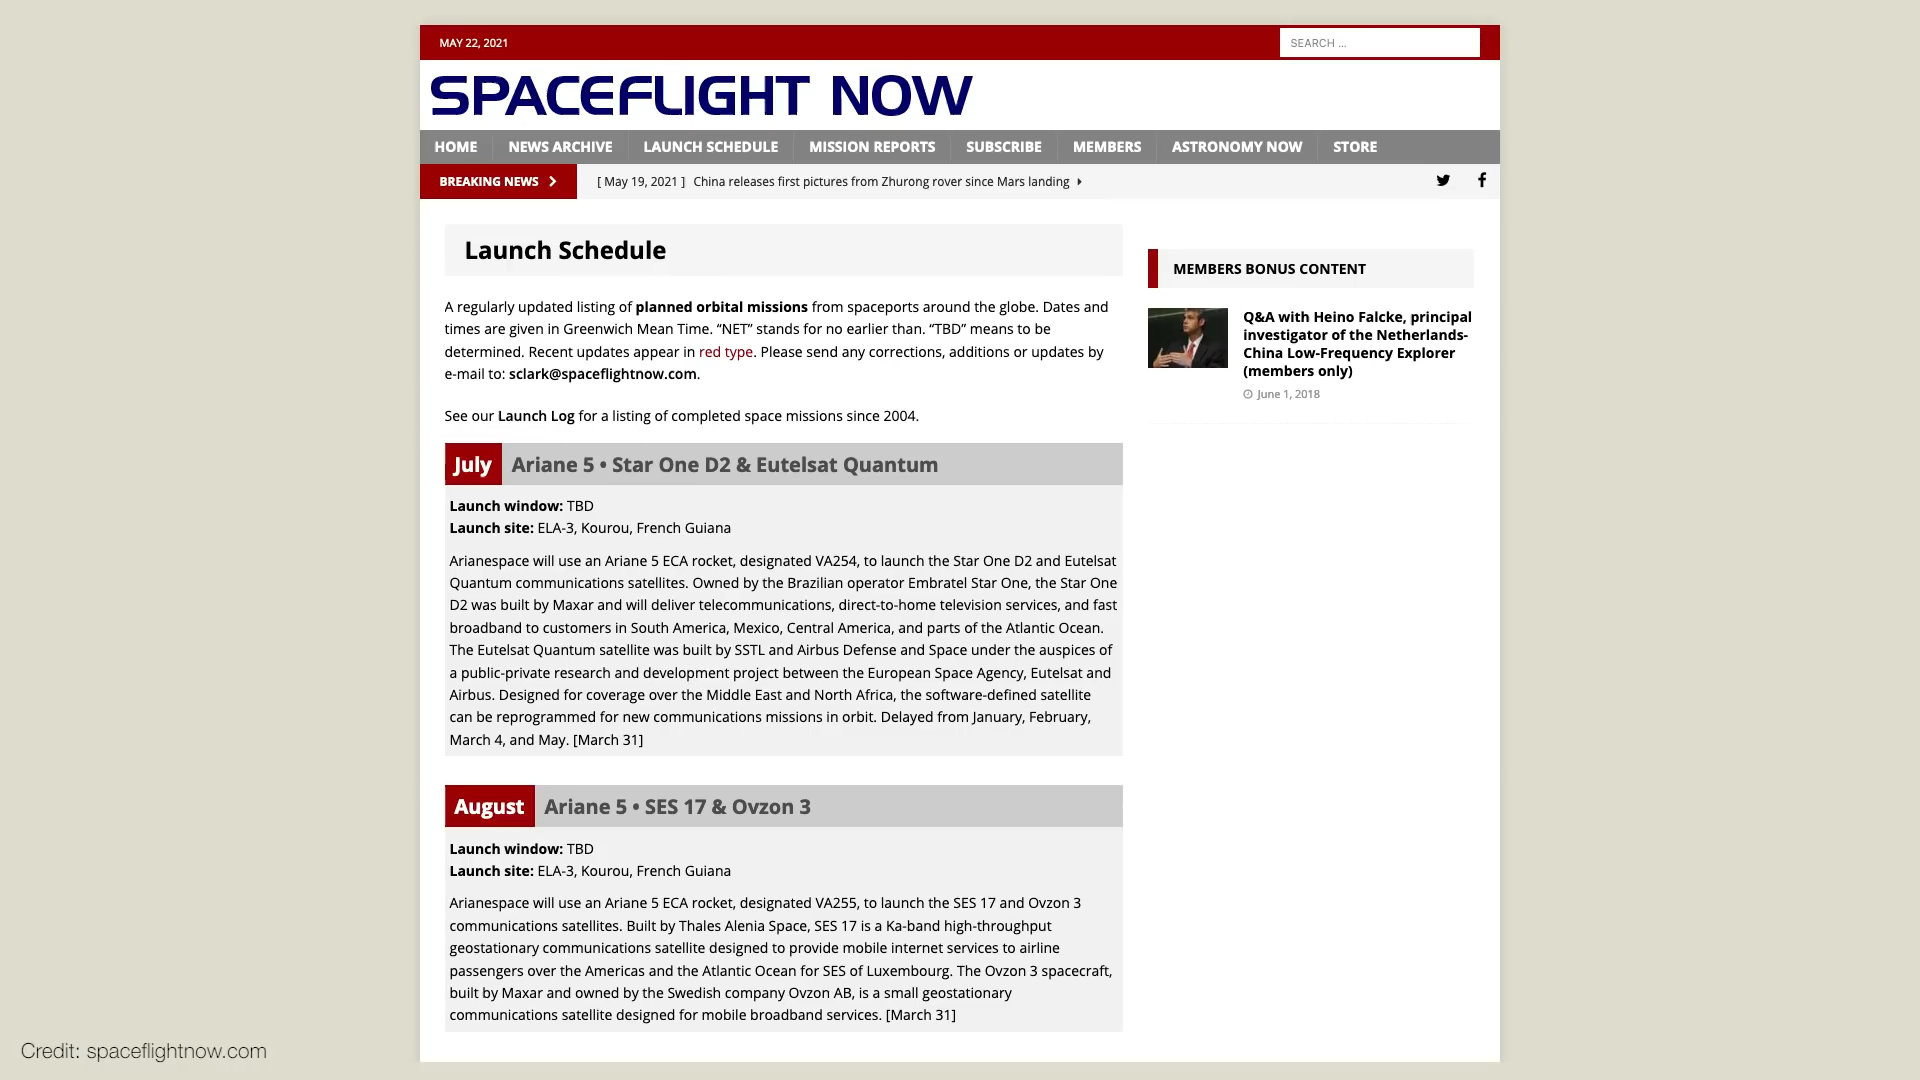 MAY 22, 2021
SEARCH ...
SPACEFLIGHT NOW
HOME NEWS ARCHIVE LAUNCH SCHEDULE MISSION REPORTS SUBSCRIBE MEMBERS ASTRONOMY NOW STORE
BREAKING NEWS [ May 19, 2021 ] China releases first pictures from Zhurong rover since Mars landing
Launch Schedule
A regularly updated listing of planned orbital missions from spaceports around the globe. Dates and
times are given in Greenwich Mean Time. “NET” stands for no earlier than. “TBD” means to be
determined. Recent updates appear in red type. Please send any corrections, additions or updates by
e-mail to: sclark@spaceflightnow.com.
See our Launch Log for a listing of completed space missions since 2004.
July Ariane 5 • Star One D2 & Eutelsat Quantum
Launch window: TBD
Launch site: ELA-3, Kourou, French Guiana
Arianespace will use an Ariane 5 ECA rocket, designated VA254, to launch the Star One D2 and Eutelsat
Quantum communications satellites. Owned by the Brazilian operator Embratel Star One, the Star One
D2 was built by Maxar and will deliver telecommunications, direct-to-home television services, and fast
broadband to customers in South America, Mexico, Central America, and parts of the Atlantic Ocean.
The Eutelsat Quantum satellite was built by SSTL and Airbus Defense and Space under the auspices of
a public-private research and development project between the European Space Agency, Eutelsat and
Airbus. Designed for coverage over the Middle East and North Africa, the software-defined satellite
can be reprogrammed for new communications missions in orbit. Delayed from January, February,
March 4, and May. [March 31]
August Ariane 5 • SES 17 & Ovzon 3
Launch window: TBD
Launch site: ELA-3, Kourou, French Guiana
Arianespace will use an Ariane 5 ECA rocket, designated VA255, to launch the SES 17 and Ovzon 3
communications satellites. Built by Thales Alenia Space, SES 17 is a Ka-band high-throughput
geostationary communications satellite designed to provide mobile internet services to airline
passengers over the Americas and the Atlantic Ocean for SES of Luxembourg. The Ovzon 3 spacecraft,
built by Maxar and owned by the Swedish company Ovzon AB, is a small geostationary
communications satellite designed for mobile broadband services. [March 31]
MEMBERS BONUS CONTENT
Q&A with Heino Falcke, principal
investigator of the Netherlands-
China Low-Frequency Explorer
(members only)
June 1, 2018
Credit: spaceflightnow.com